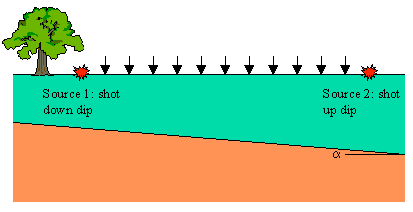 Source 1: shot
down dip
Source 2: shot
up dip
α